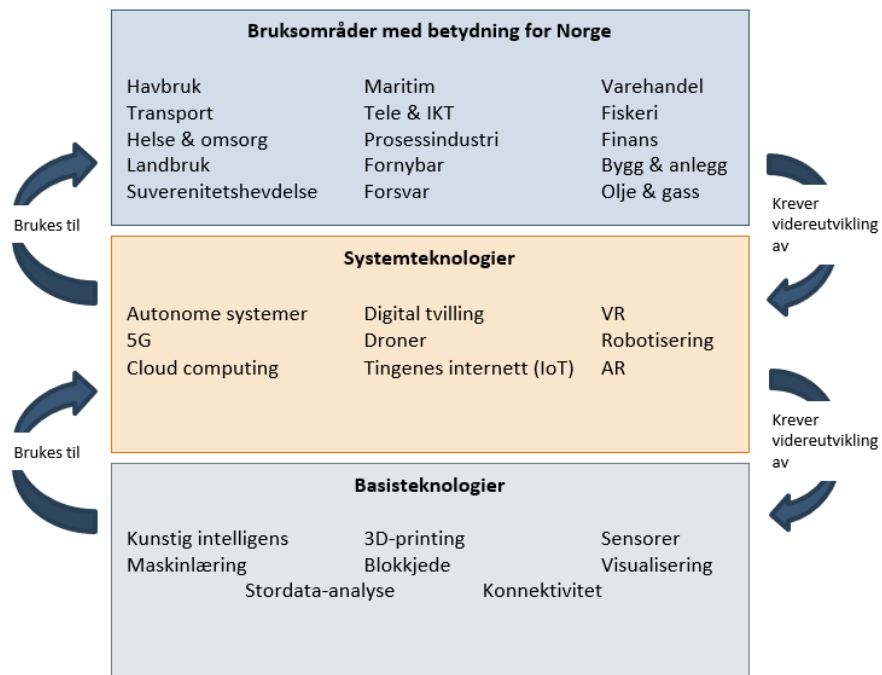 Bruksområder med betydning for Norge
Havbruk Maritim Varehandel
Transport Tele & IKT Fiskeri
Helse & omsorg Prosessindustri Finans
Landbruk Fornybar Bygg & anlegg
Suverenitetshevdelse Forsvar Olje & gass
Brukes til
Krever
videreutvikling
av
Systemteknologier
Autonome systemer Digital tvilling VR
5G Droner Robotisering
Cloud computing Tingenes internett (IoT) AR
Brukes til
Krever
videreutvikling
av
Basisteknologier
Kunstig intelligens 3D-printing Sensorer
Maskinlæring Blokkjede Visualisering
Stordata-analyse Konnektivitet